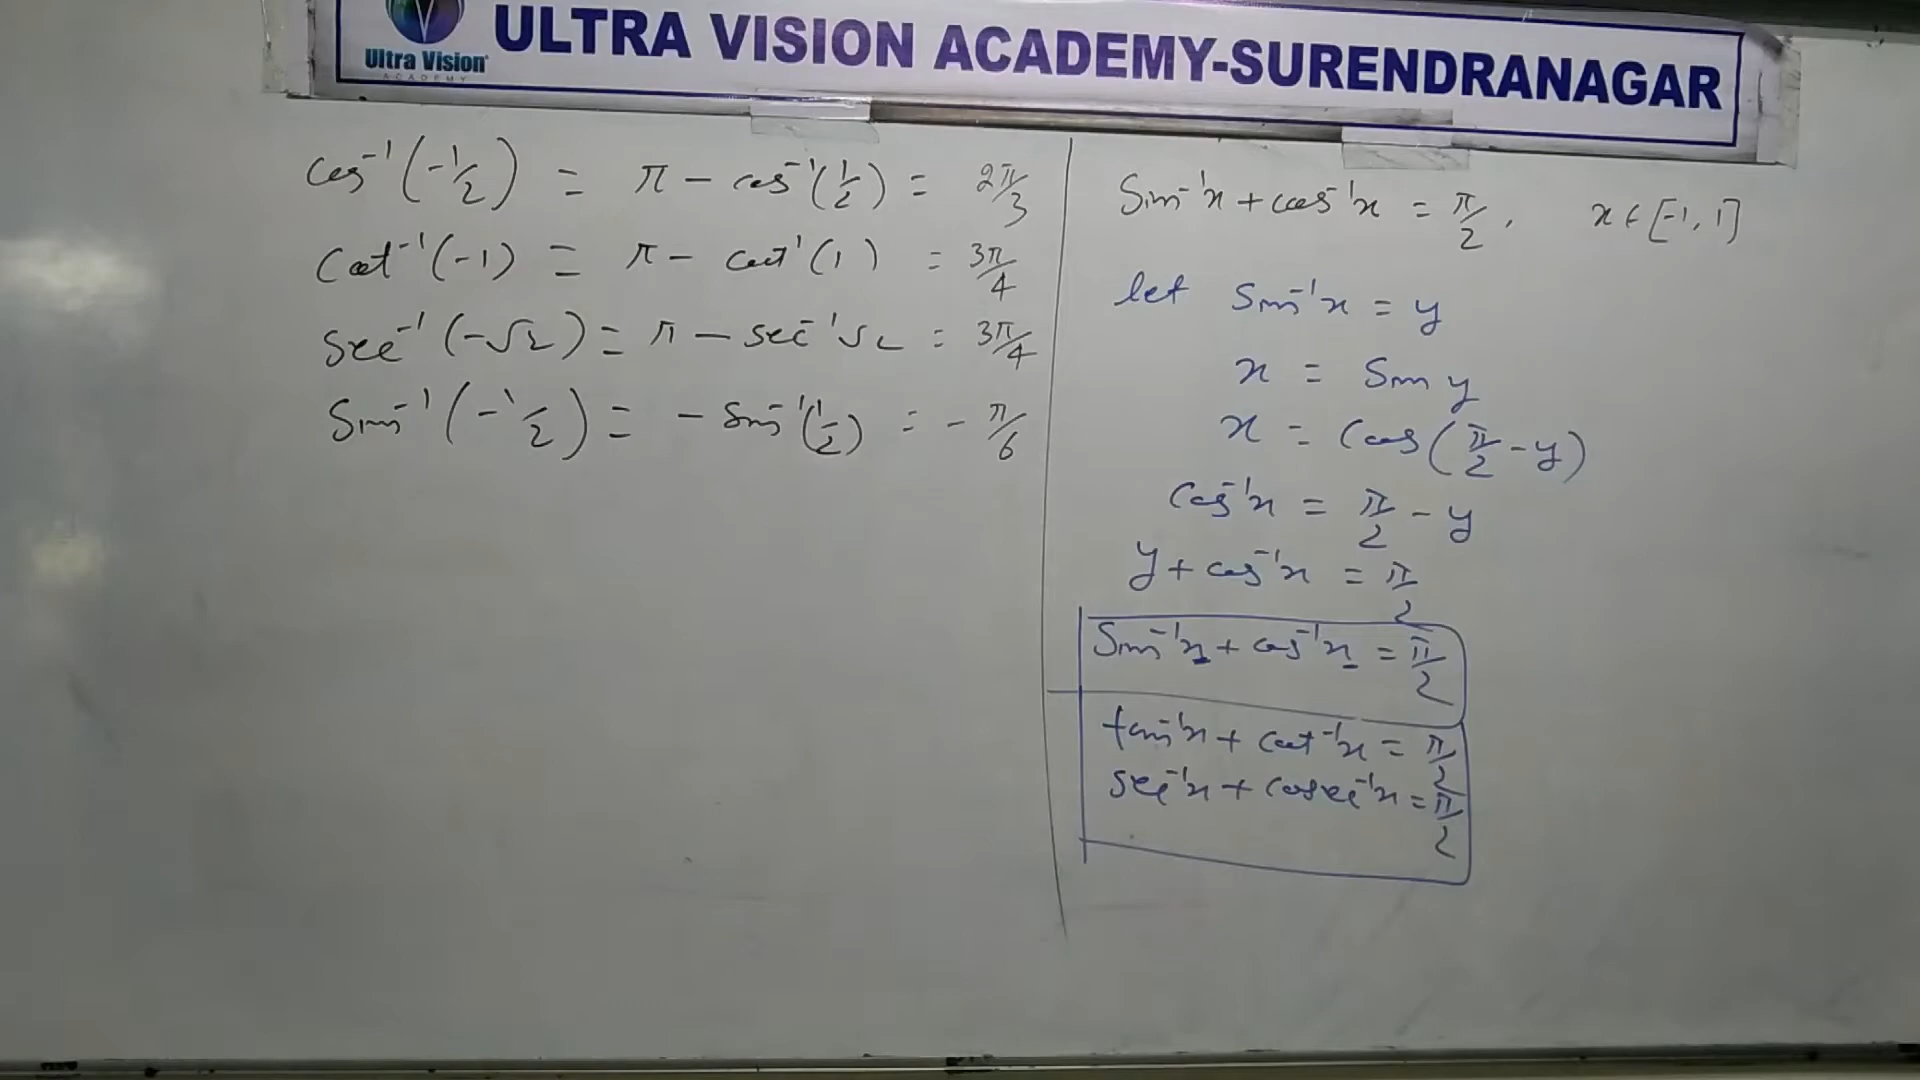 Ultra Vision
ACADEMY
ULTRA VISION ACADEMY-SURENDRANAGAR
cos⁻¹(-1/2) = π - cos⁻¹(1/2) = 2π/3
cot⁻¹(-1) = π - cot⁻¹(1) = 3π/4
sec⁻¹(-√2) = π - sec⁻¹√2 = 3π/4
Sin⁻¹(-1/2) = - Sin⁻¹(1/2) = - π/6
Sin⁻¹x + cos⁻¹x = π/2, x ∈ [-1, 1]
let Sin⁻¹x = y
x = Sin y
x = Cos(π/2 - y)
Cos⁻¹x = π/2 - y
y + cos⁻¹x = π/2
Sin⁻¹x + cos⁻¹x = π/2
tan⁻¹x + cot⁻¹x = π/2
sec⁻¹x + cosec⁻¹x = π/2